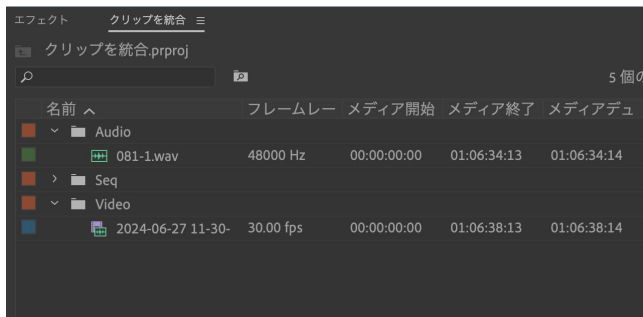 エフェクト クリップを統合
クリップを統合.prproj
5 個の
名前 フレームレー メディア開始 メディア終了 メディアデュ
Audio
081-1.wav 48000 Hz 00:00:00:00 01:06:34:13 01:06:34:14
Seq
Video
2024-06-27 11-30- 30.00 fps 00:00:00:00 01:06:38:13 01:06:38:14